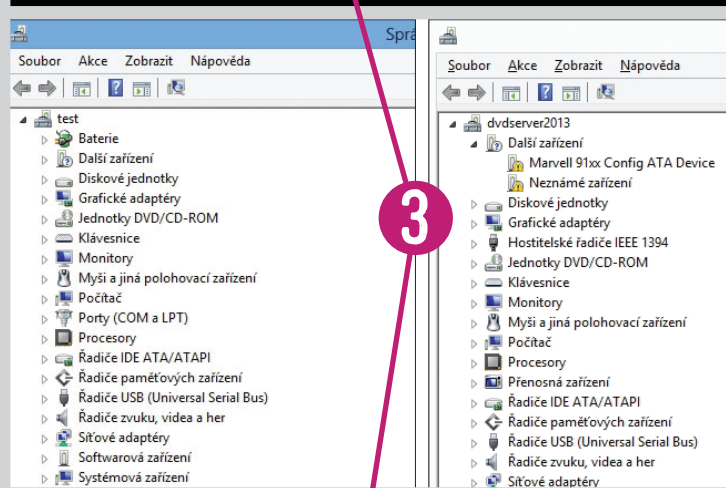 Sprá
Soubor Akce Zobrazit Nápověda
test
Baterie
Další zařízení
Diskové jednotky
Grafické adaptéry
Jednotky DVD/CD-ROM
Klávesnice
Monitory
Myši a jiná polohovací zařízení
Počítač
Porty (COM a LPT)
Procesory
Řadiče IDE ATA/ATAPI
Řadiče paměťových zařízení
Řadiče USB (Universal Serial Bus)
Řadiče zvuku, videa a her
Síťové adaptéry
Softwarová zařízení
Systémová zařízení
3
Soubor Akce Zobrazit Nápověda
dvdserver2013
Další zařízení
Marvell 91xx Config ATA Device
Neznámé zařízení
Diskové jednotky
Grafické adaptéry
Hostitelské řadiče IEEE 1394
Jednotky DVD/CD-ROM
Klávesnice
Monitory
Myši a jiná polohovací zařízení
Počítač
Procesory
Přenosná zařízení
Řadiče IDE ATA/ATAPI
Řadiče paměťových zařízení
Řadiče USB (Universal Serial Bus)
Řadiče zvuku, videa a her
Síťové adaptéry